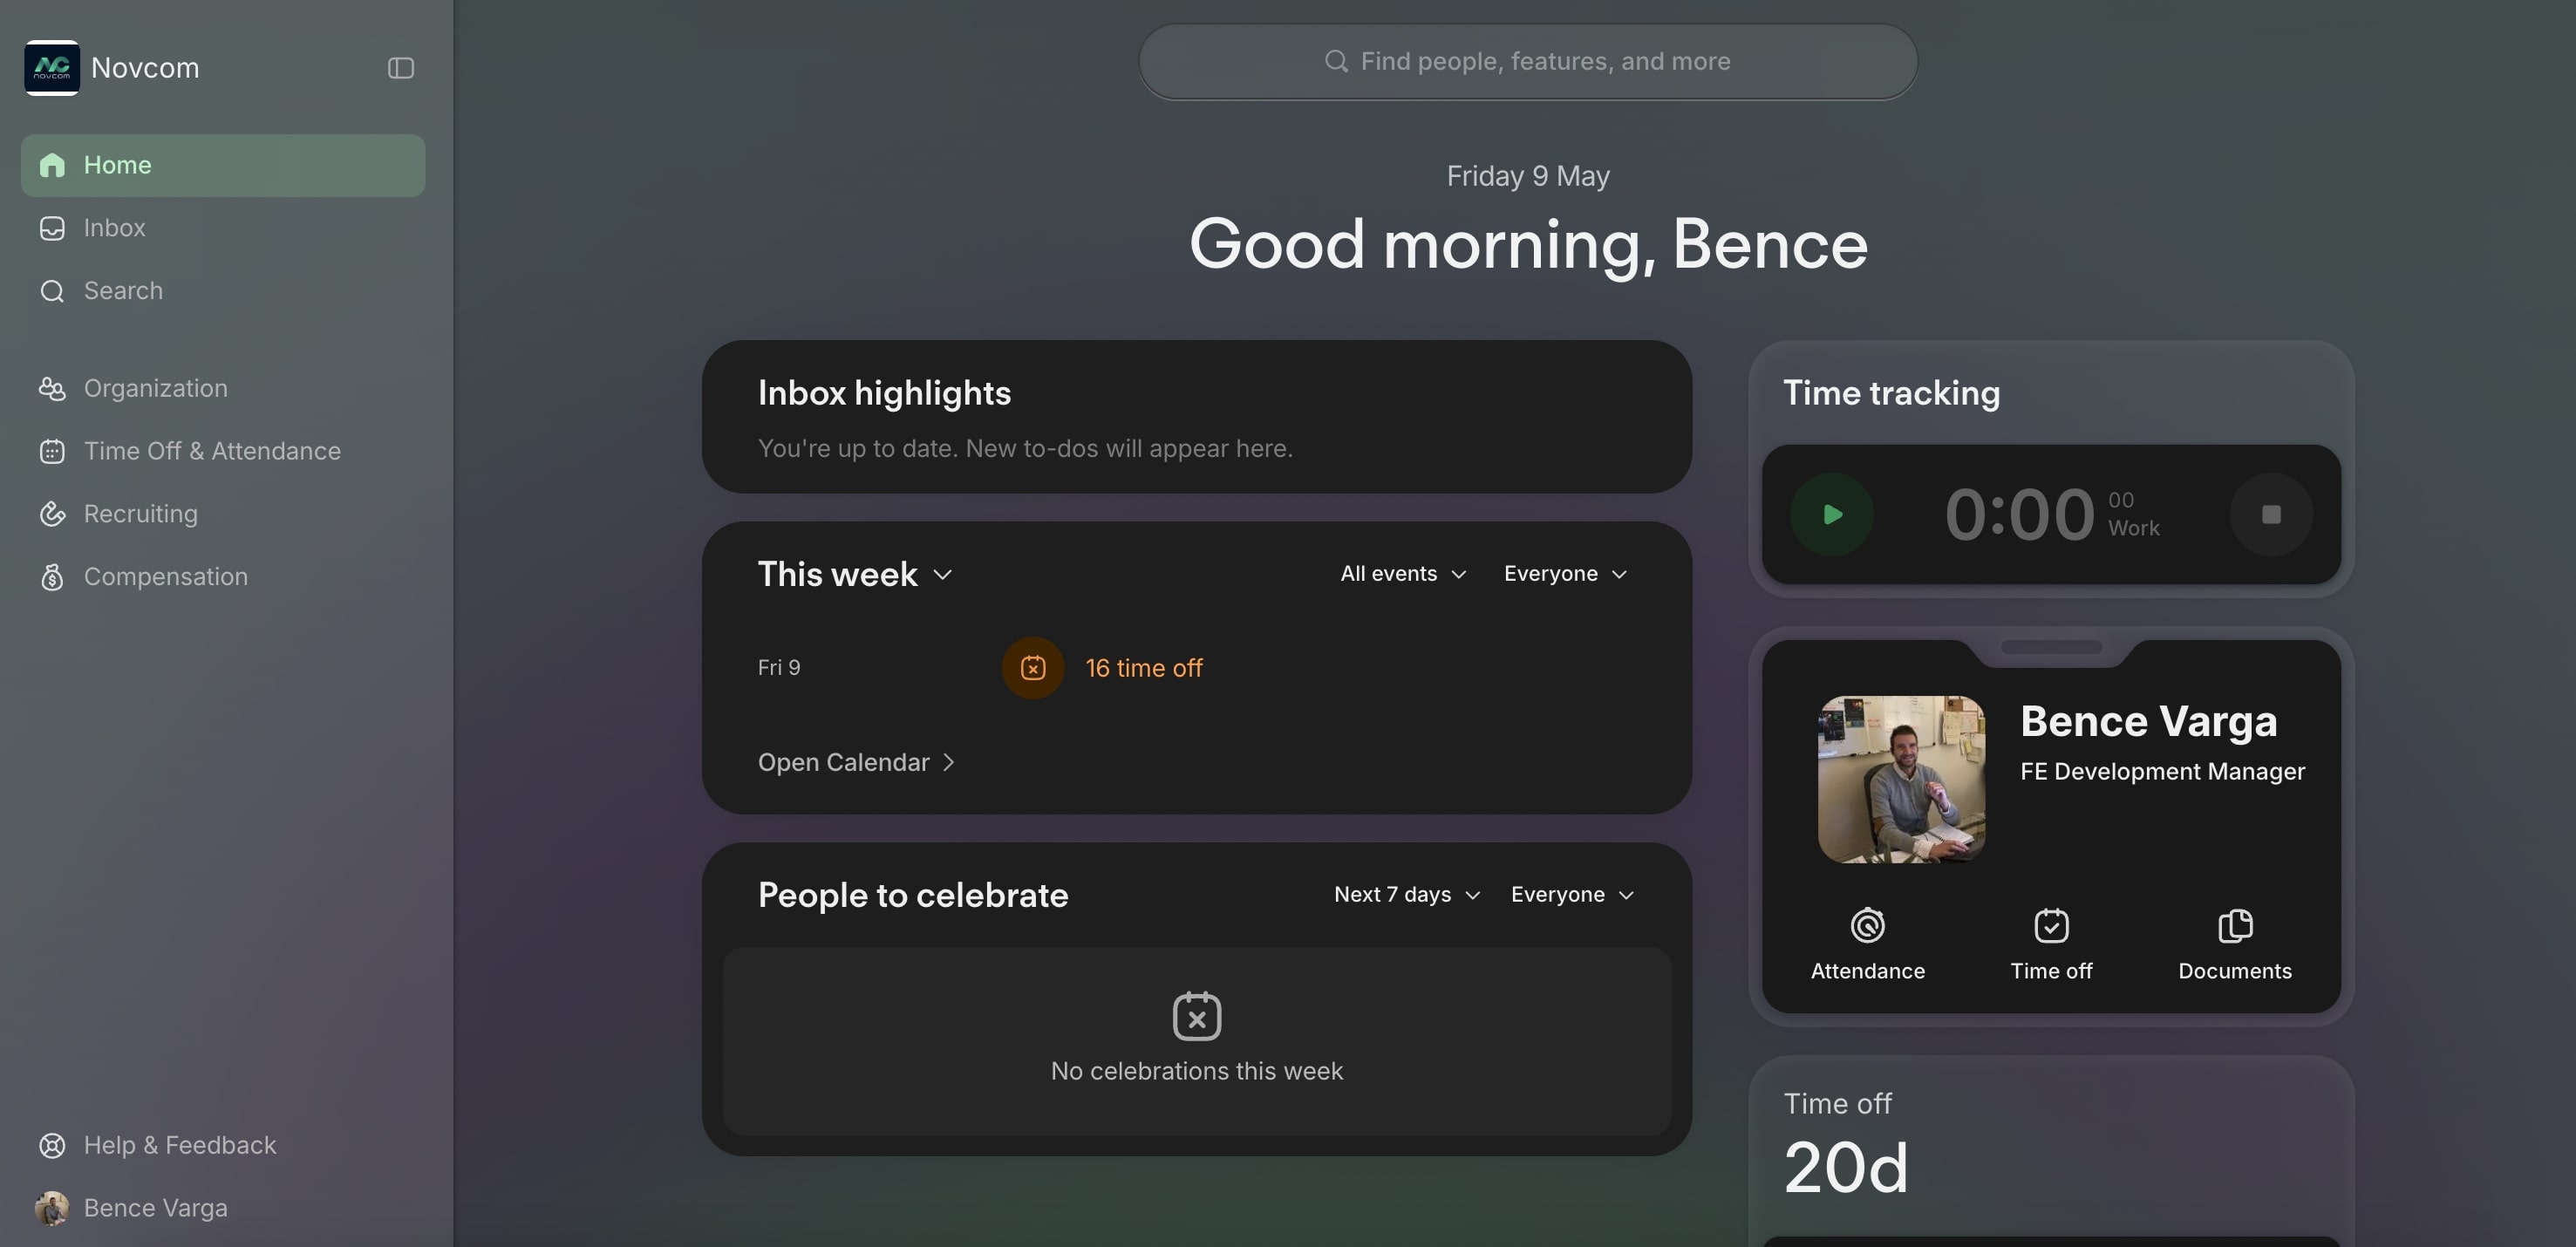 NC
novcom
Novcom
Home
Inbox
Search
Organization
Time Off & Attendance
Recruiting
Compensation
Help & Feedback
Bence Varga
Find people, features, and more
Friday 9 May
Good morning, Bence
Inbox highlights
You're up to date. New to-dos will appear here.
This week
All events
Everyone
Fri 9
16 time off
Open Calendar
People to celebrate
Next 7 days
Everyone
No celebrations this week
Time tracking
0:00
00
Work
Bence Varga
FE Development Manager
Attendance
Time off
Documents
Time off
20d